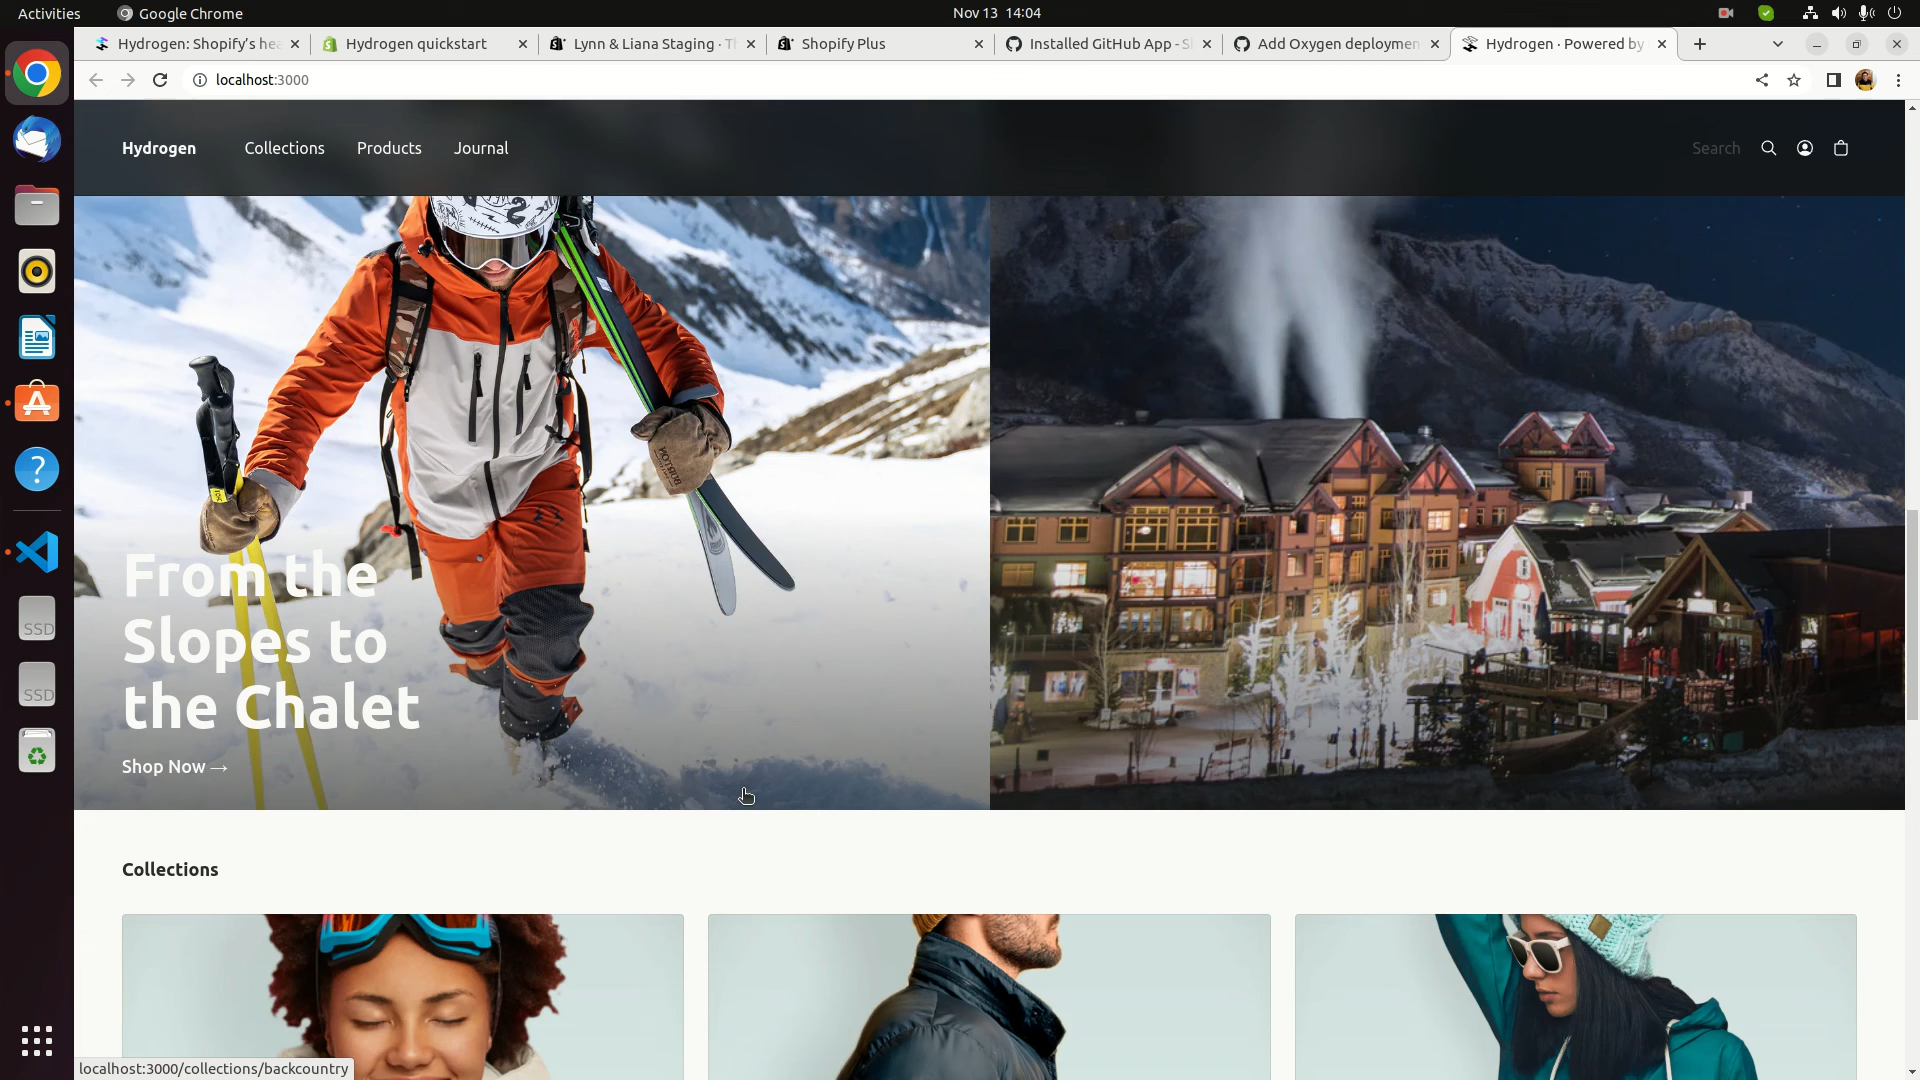 Activities
Google Chrome
Nov 13 14:04
Hydrogen: Shopify's hea
Hydrogen quickstart
Lynn & Liana Staging · Th
Shopify Plus
Installed GitHub App - S
Add Oxygen deploymen
Hydrogen · Powered by
localhost:3000
Hydrogen
Collections
Products
Journal
Search
From the
Slopes to
the Chalet
Shop Now →
Collections
SSD
SSD
localhost:3000/collections/backcountry